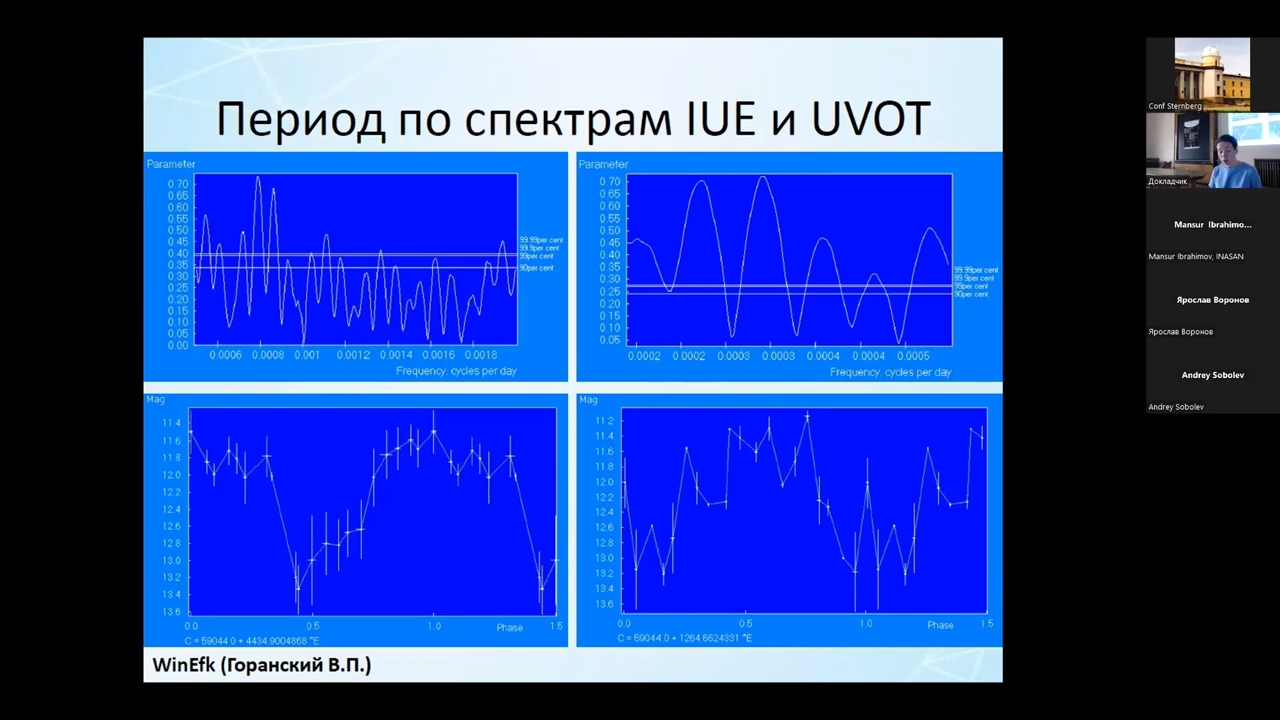 Период по спектрам IUE и UVOT
Parameter
0.70
0.65
0.60
0.55
0.50
0.45
0.40
0.35
0.30
0.25
0.20
0.15
0.10
0.05
0.00
99.99per cent
99.9per cent
99per cent
90per cent
0.0006 0.0008 0.001 0.0012 0.0014 0.0016 0.0018
Frequency, cycles per day
Parameter
0.70
0.65
0.60
0.55
0.50
0.45
0.40
0.35
0.30
0.25
0.20
0.15
0.10
0.05
99.99per cent
99.9per cent
99per cent
90per cent
0.0002 0.0002 0.0003 0.0003 0.0004 0.0004 0.0005
Frequency, cycles per day
Mag
11.4
11.6
11.8
12.0
12.2
12.4
12.6
12.8
13.0
13.2
13.4
13.6
0.0 0.5 1.0 Phase 1.5
C = 59044.0 + 4434.9004868 *E
Mag
11.2
11.4
11.6
11.8
12.0
12.2
12.4
12.6
12.8
13.0
13.2
13.4
13.6
0.0 0.5 1.0 Phase 1.5
C = 59044.0 + 1264.6624331 *E
WinEfk (Горанский В.П.)
Conf Sternberg
Докладчик
Mansur Ibrahimo...
Mansur Ibrahimov, INASAN
Ярослав Воронов
Ярослав Воронов
Andrey Sobolev
Andrey Sobolev